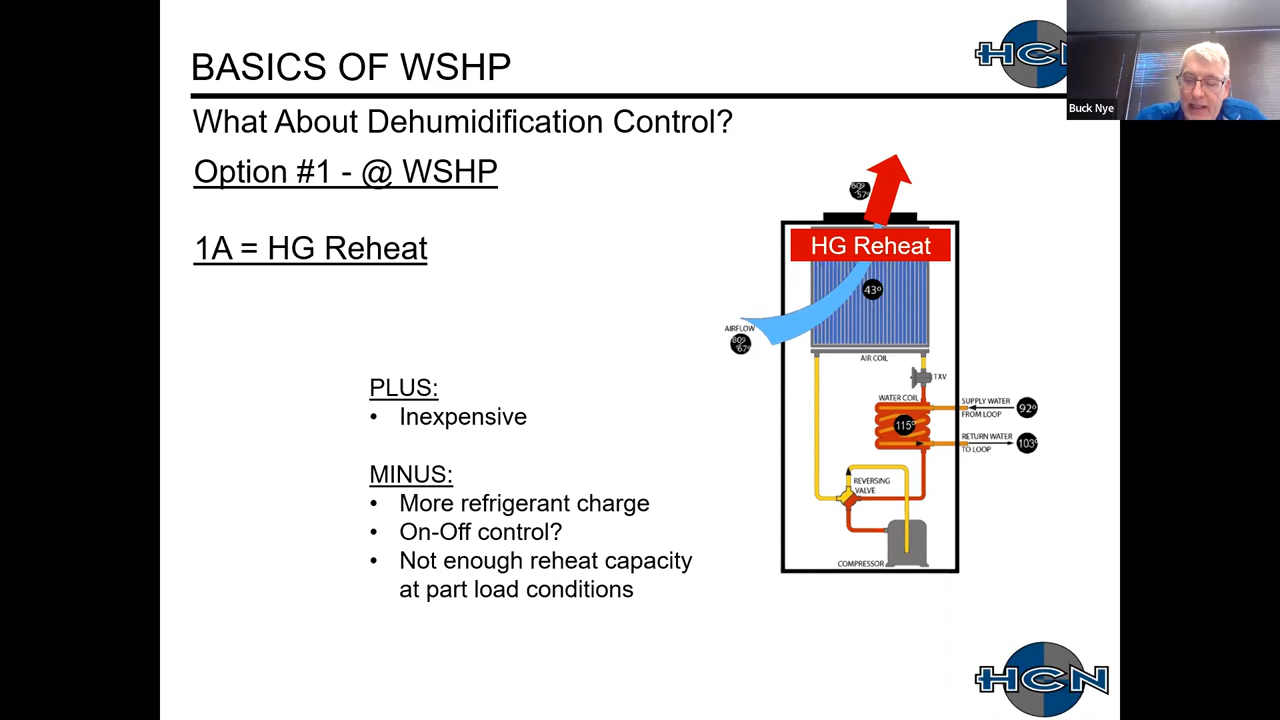 BASICS OF WSHP
HCN
Buck Nye
What About Dehumidification Control?
Option #1 - @ WSHP
1A = HG Reheat
60º
57º
HG Reheat
43º
AIRFLOW
80º
67º
AIR COIL
TXV
WATER COIL
SUPPLY WATER
FROM LOOP
92º
115º
RETURN WATER
TO LOOP
103º
REVERSING
VALVE
COMPRESSOR
PLUS:
• Inexpensive
MINUS:
• More refrigerant charge
• On-Off control?
• Not enough reheat capacity
at part load conditions
HCN